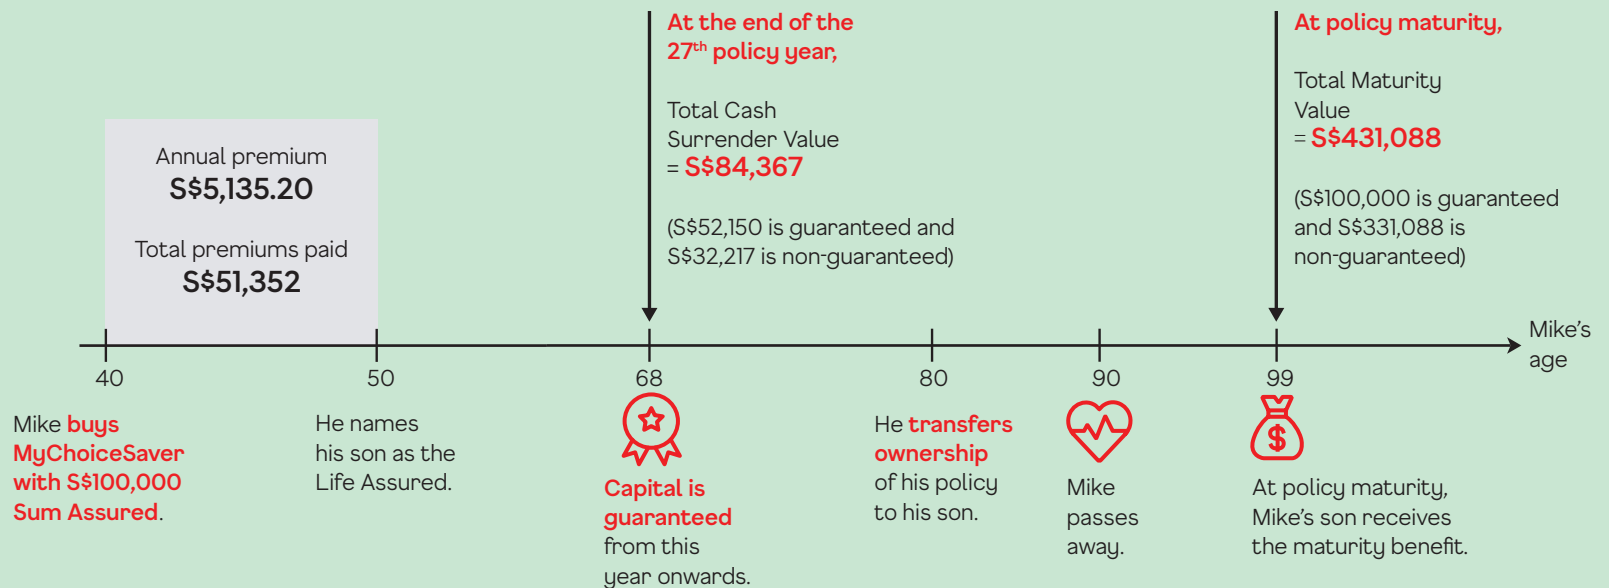 Annual premium
S$5,135.20
Total premiums paid
S$51,352
At the end of the
27th policy year,
Total Cash
Surrender Value
= S$84,367
(S$52,150 is guaranteed and
S$32,217 is non-guaranteed)
At policy maturity,
Total Maturity
Value
= S$431,088
(S$100,000 is guaranteed
and S$331,088 is
non-guaranteed)
Mike's
age
40
50
68
80
90
99
Mike buys
MyChoiceSaver
with S$100,000
Sum Assured.
He names
his son as the
Life Assured.
Capital is
guaranteed
from this
year onwards.
He transfers
ownership
of his policy
to his son.
Mike
passes
away.
$
At policy maturity,
Mike's son receives
the maturity benefit.